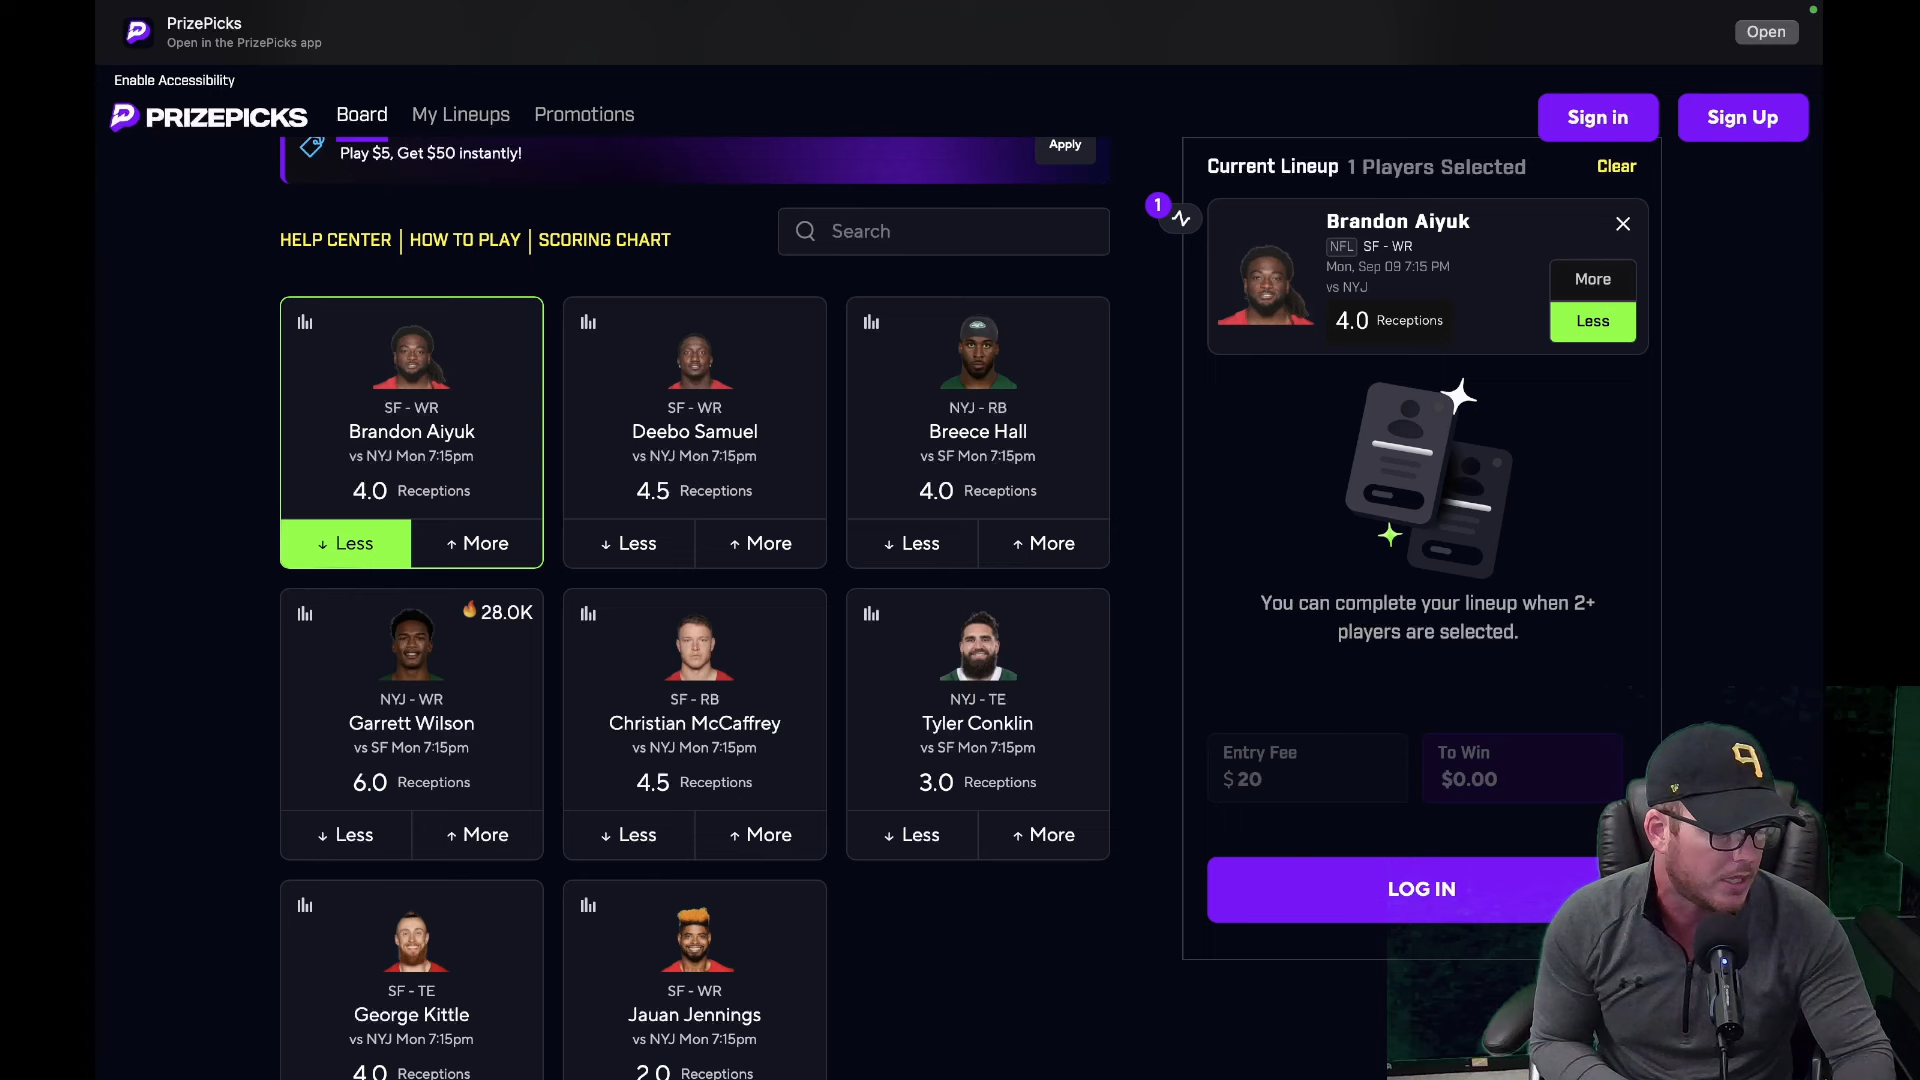 PrizePicks
Open in the PrizePicks app
Open
Enable Accessibility
PRIZEPICKS
Board
My Lineups
Promotions
Sign in
Sign Up
Play $5, Get $50 instantly!
Apply
HELP CENTER
HOW TO PLAY
SCORING CHART
Search
SF - WR
Brandon Aiyuk
vs NYJ Mon 7:15pm
4.0 Receptions
↓ Less
↑ More
SF - WR
Deebo Samuel
vs NYJ Mon 7:15pm
4.5 Receptions
↓ Less
↑ More
NYJ - RB
Breece Hall
vs SF Mon 7:15pm
4.0 Receptions
↓ Less
↑ More
28.0K
NYJ - WR
Garrett Wilson
vs SF Mon 7:15pm
6.0 Receptions
↓ Less
↑ More
SF - RB
Christian McCaffrey
vs NYJ Mon 7:15pm
4.5 Receptions
↓ Less
↑ More
NYJ - TE
Tyler Conklin
vs SF Mon 7:15pm
3.0 Receptions
↓ Less
↑ More
SF - TE
George Kittle
vs NYJ Mon 7:15pm
4.0 Receptions
SF - WR
Jauan Jennings
vs NYJ Mon 7:15pm
2.0 Receptions
Current Lineup 1 Players Selected
Clear
1
Brandon Aiyuk
NFL SF - WR
Mon, Sep 09 7:15 PM
vs NYJ
4.0 Receptions
More
Less
You can complete your lineup when 2+
players are selected.
Entry Fee
$ 20
To Win
$0.00
LOG IN
P